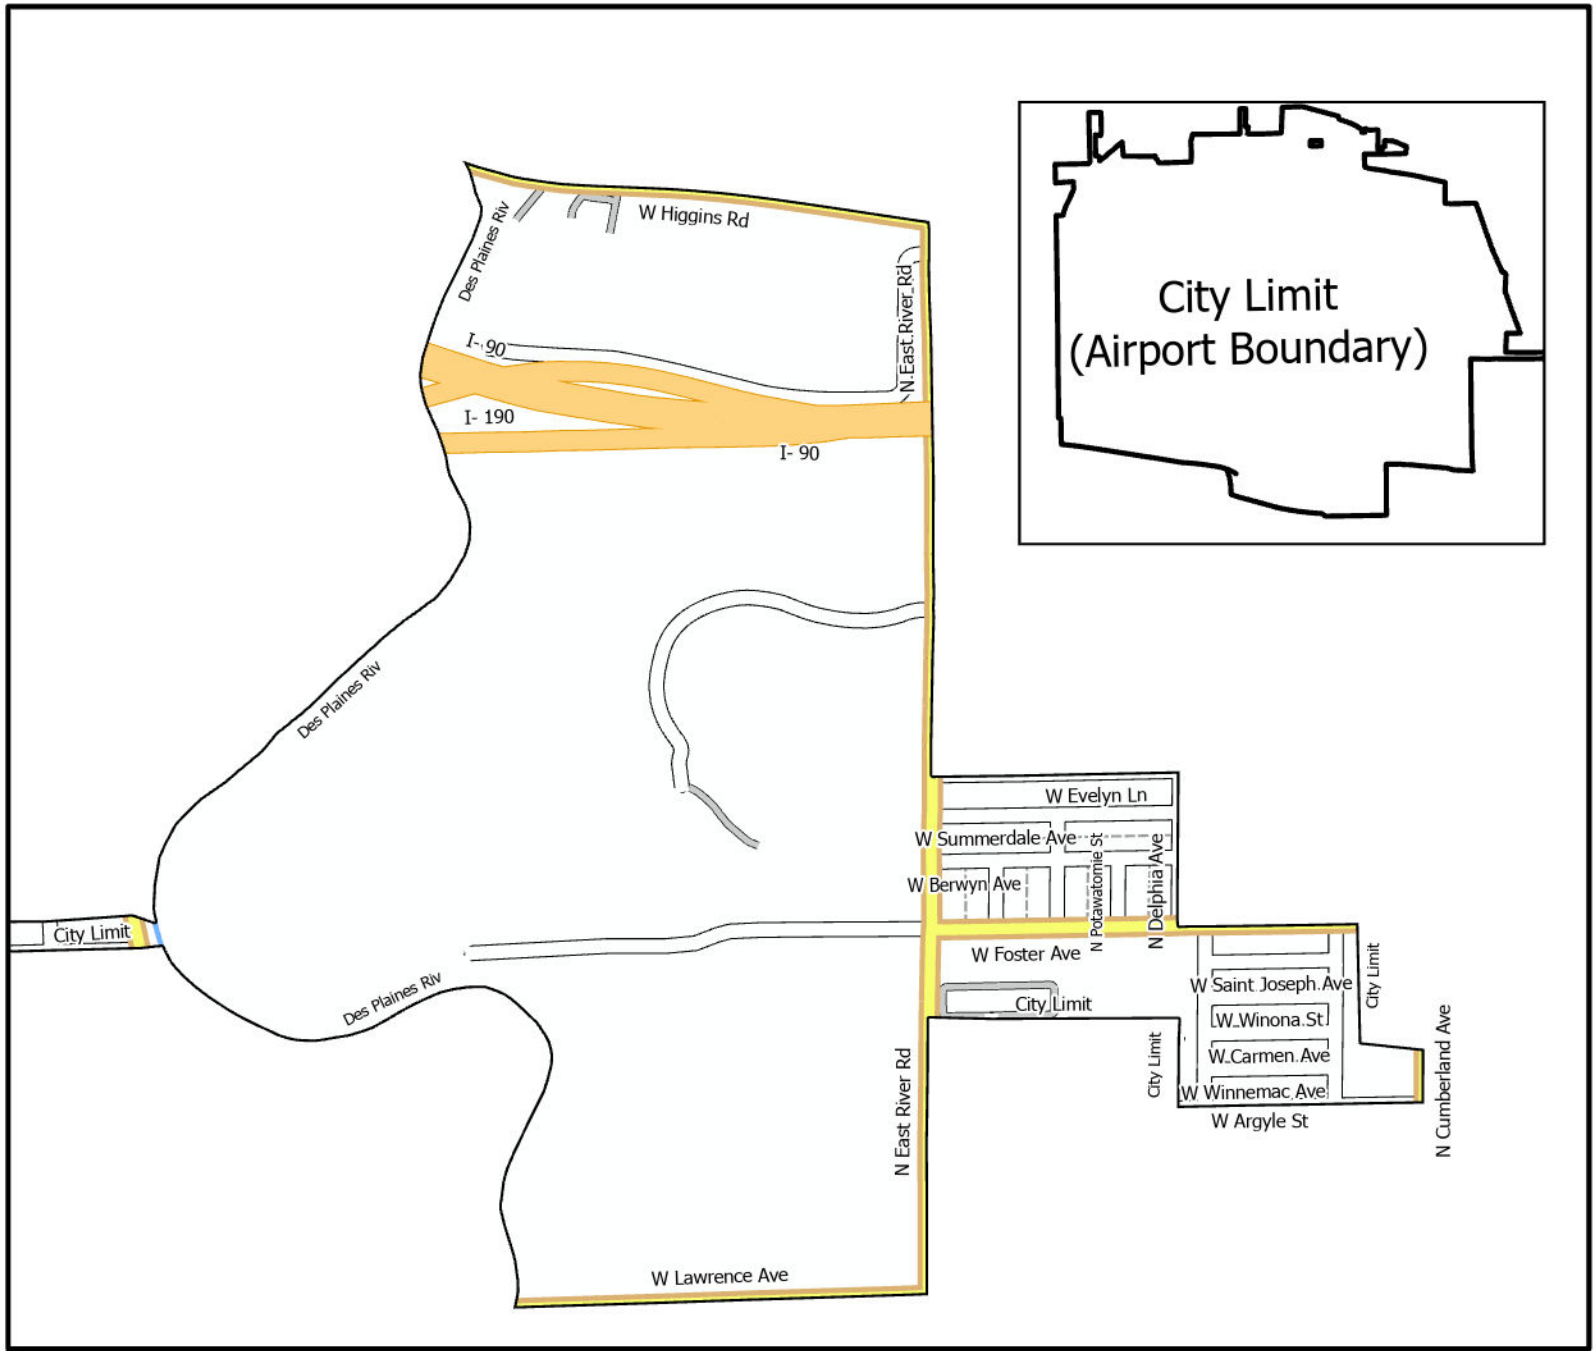 W Higgins Rd
Des Plaines Riv
N East River Rd
City Limit
(Airport Boundary)
I- 90
I- 190
I- 90
Des Plaines Riv
W Evelyn Ln
W Summerdale Ave
N Potawatomie St
N Delphia Ave
W Berwyn Ave
City Limit
W Foster Ave
City Limit
W Saint Joseph Ave
Des Plaines Riv
City Limit
W Winona St
City Limit
W Carmen Ave
N Cumberland Ave
N East River Rd
W Winnemac Ave
W Argyle St
W Lawrence Ave